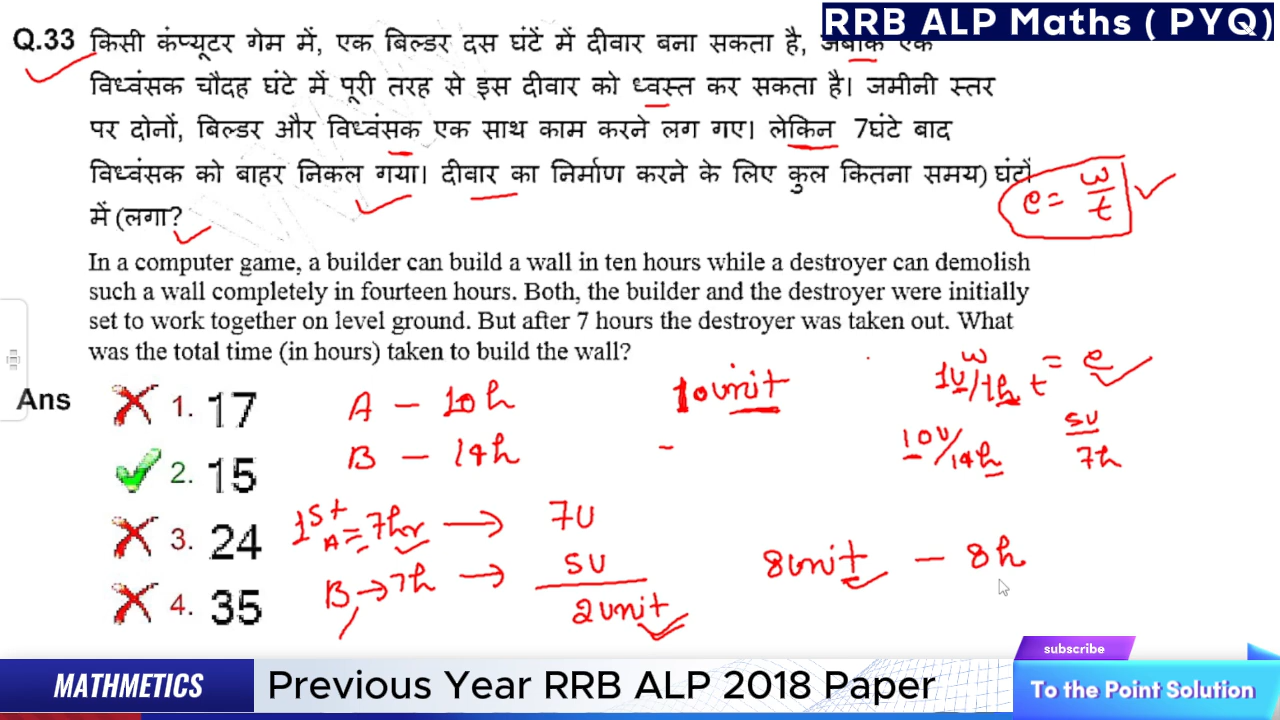 RRB ALP Maths ( PYQ)
Q.33 किसी कंप्यूटर गेम में, एक बिल्डर दस घंटें में दीवार बना सकता है, जबकि एक
विध्वंसक चौदह घंटे में पूरी तरह से इस दीवार को ध्वस्त कर सकता है। जमीनी स्तर
पर दोनों, बिल्डर और विध्वंसक एक साथ काम करने लग गए। लेकिन 7घंटे बाद
विध्वंसक को बाहर निकल गया। दीवार का निर्माण करने के लिए कुल कितना समय) घंटों
में (लगा?
e = w/t
In a computer game, a builder can build a wall in ten hours while a destroyer can demolish
such a wall completely in fourteen hours. Both, the builder and the destroyer were initially
set to work together on level ground. But after 7 hours the destroyer was taken out. What
was the total time (in hours) taken to build the wall?
Ans
1. 17
2. 15
3. 24
4. 35
A - 10h
B - 14h
10unit
w
1u/1h t = e
10u/14h
5u
7h
1st A = 7hr → 7u
B → 7h → 5u
2unit
8unit - 8h
subscribe
MATHMETICS
Previous Year RRB ALP 2018 Paper
To the Point Solution